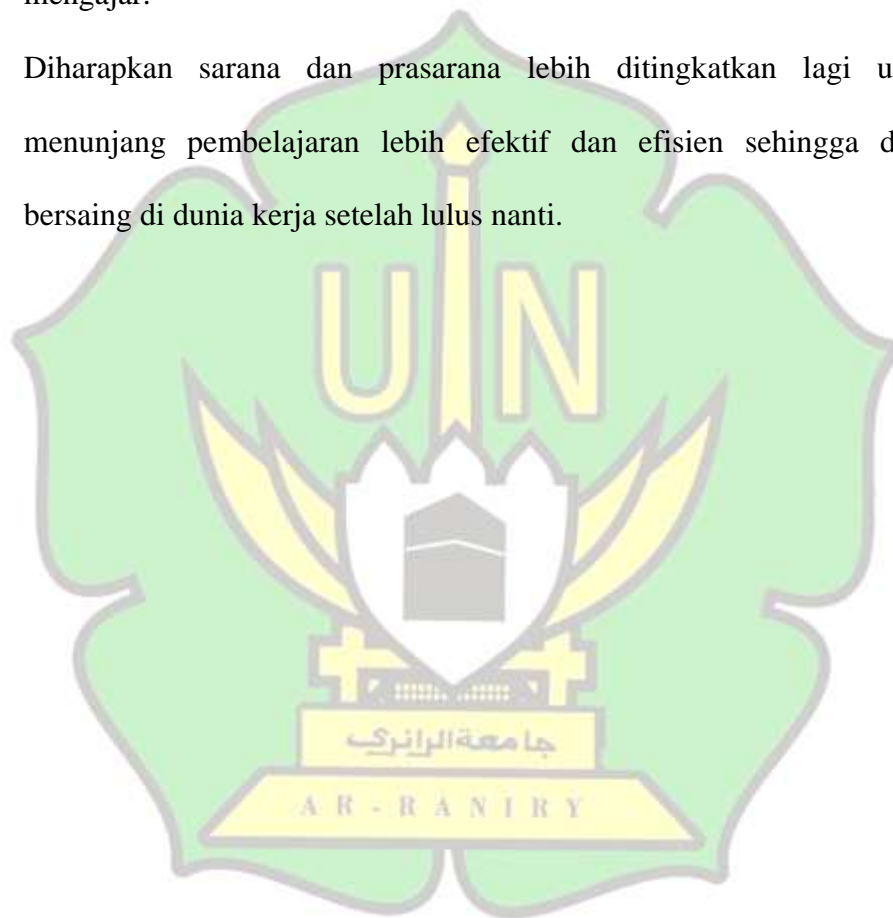 mengajar.
Diharapkan sarana dan prasarana lebih ditingkatkan lagi u
menunjang pembelajaran lebih efektif dan efisien sehingga d
bersaing di dunia kerja setelah lulus nanti.
UIN
جامعة الرانري
AR - RANIRY